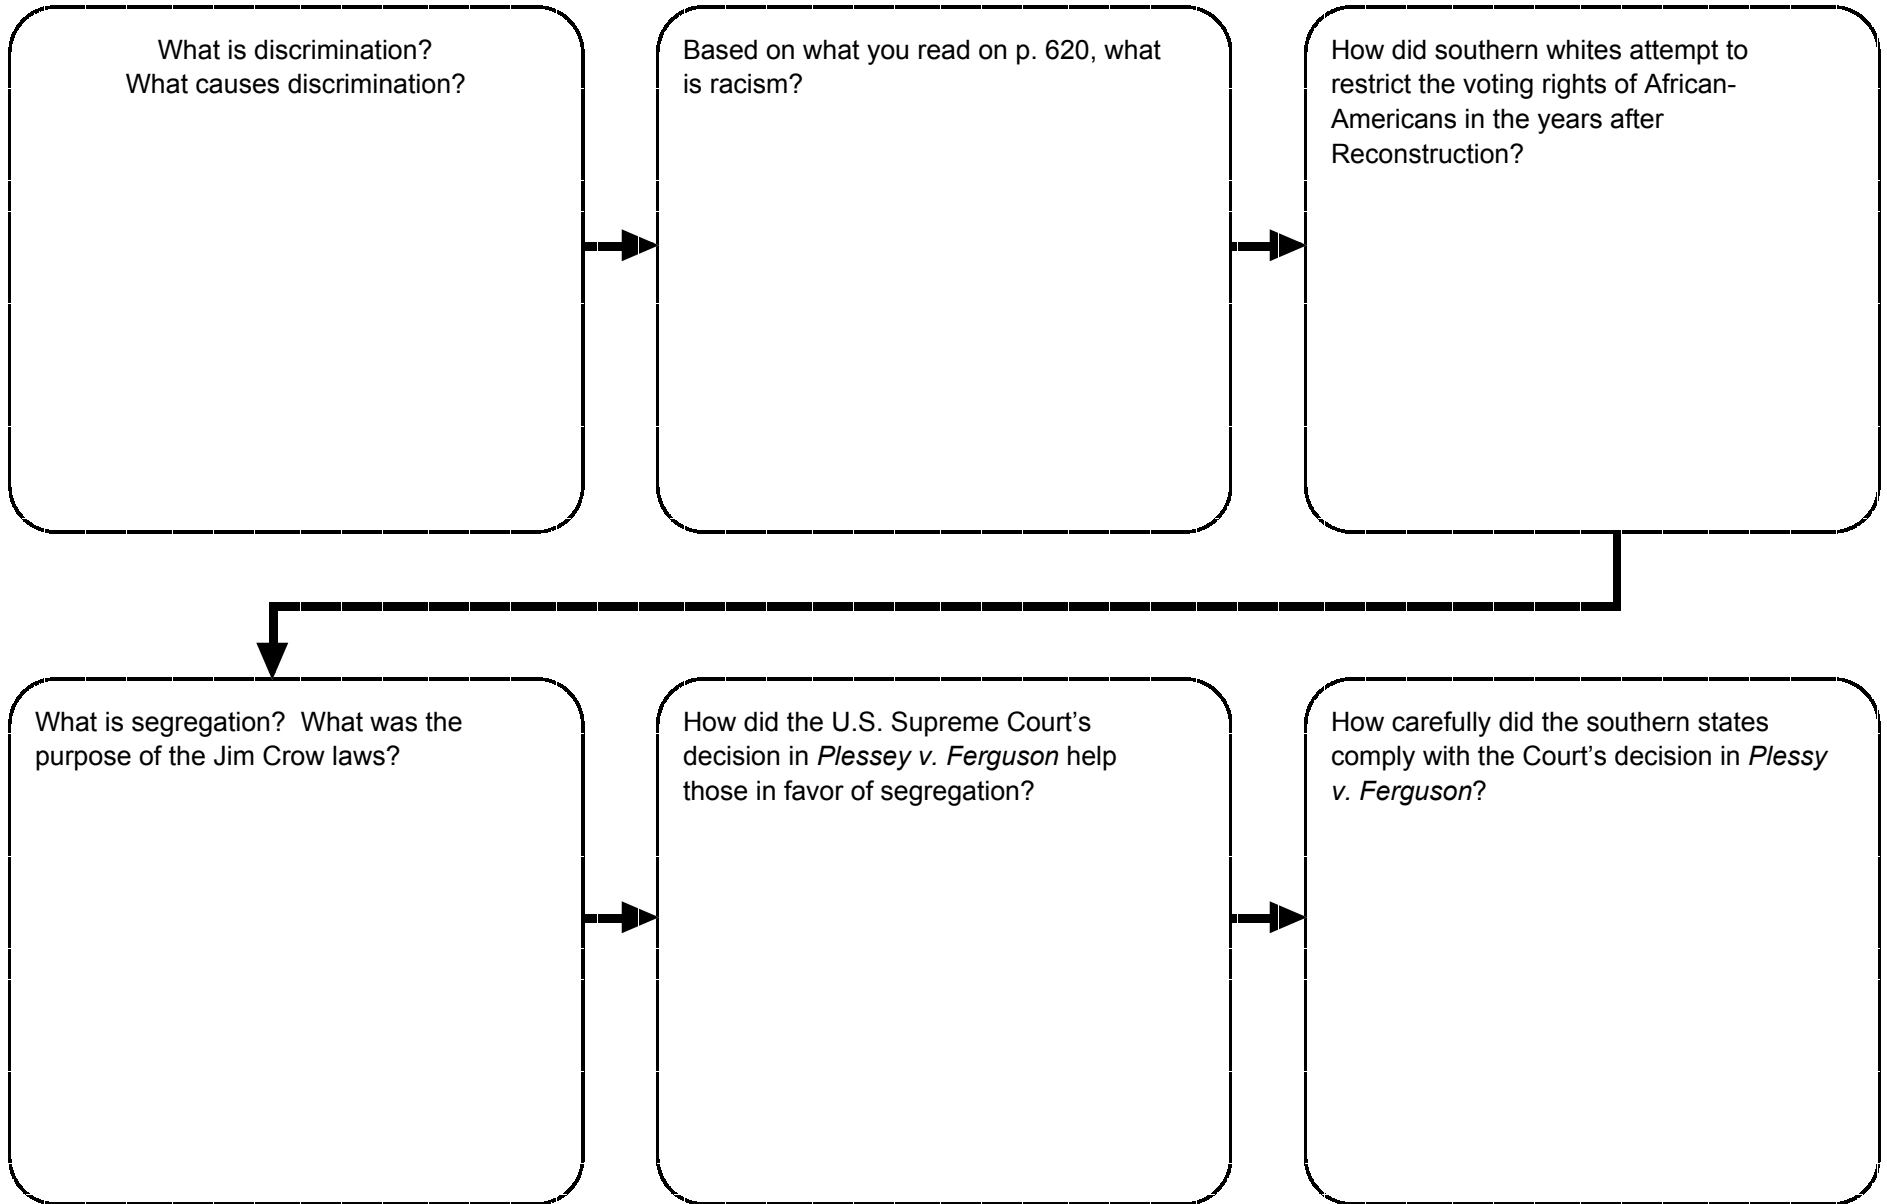 What is discrimination?
What causes discrimination?
Based on what you read on p. 620, what
is racism?
How did southern whites attempt to
restrict the voting rights of African-
Americans in the years after
Reconstruction?
What is segregation?  What was the
purpose of the Jim Crow laws?
How did the U.S. Supreme Court’s
decision in Plessey v. Ferguson help
those in favor of segregation?
How carefully did the southern states
comply with the Court’s decision in Plessy
v. Ferguson?